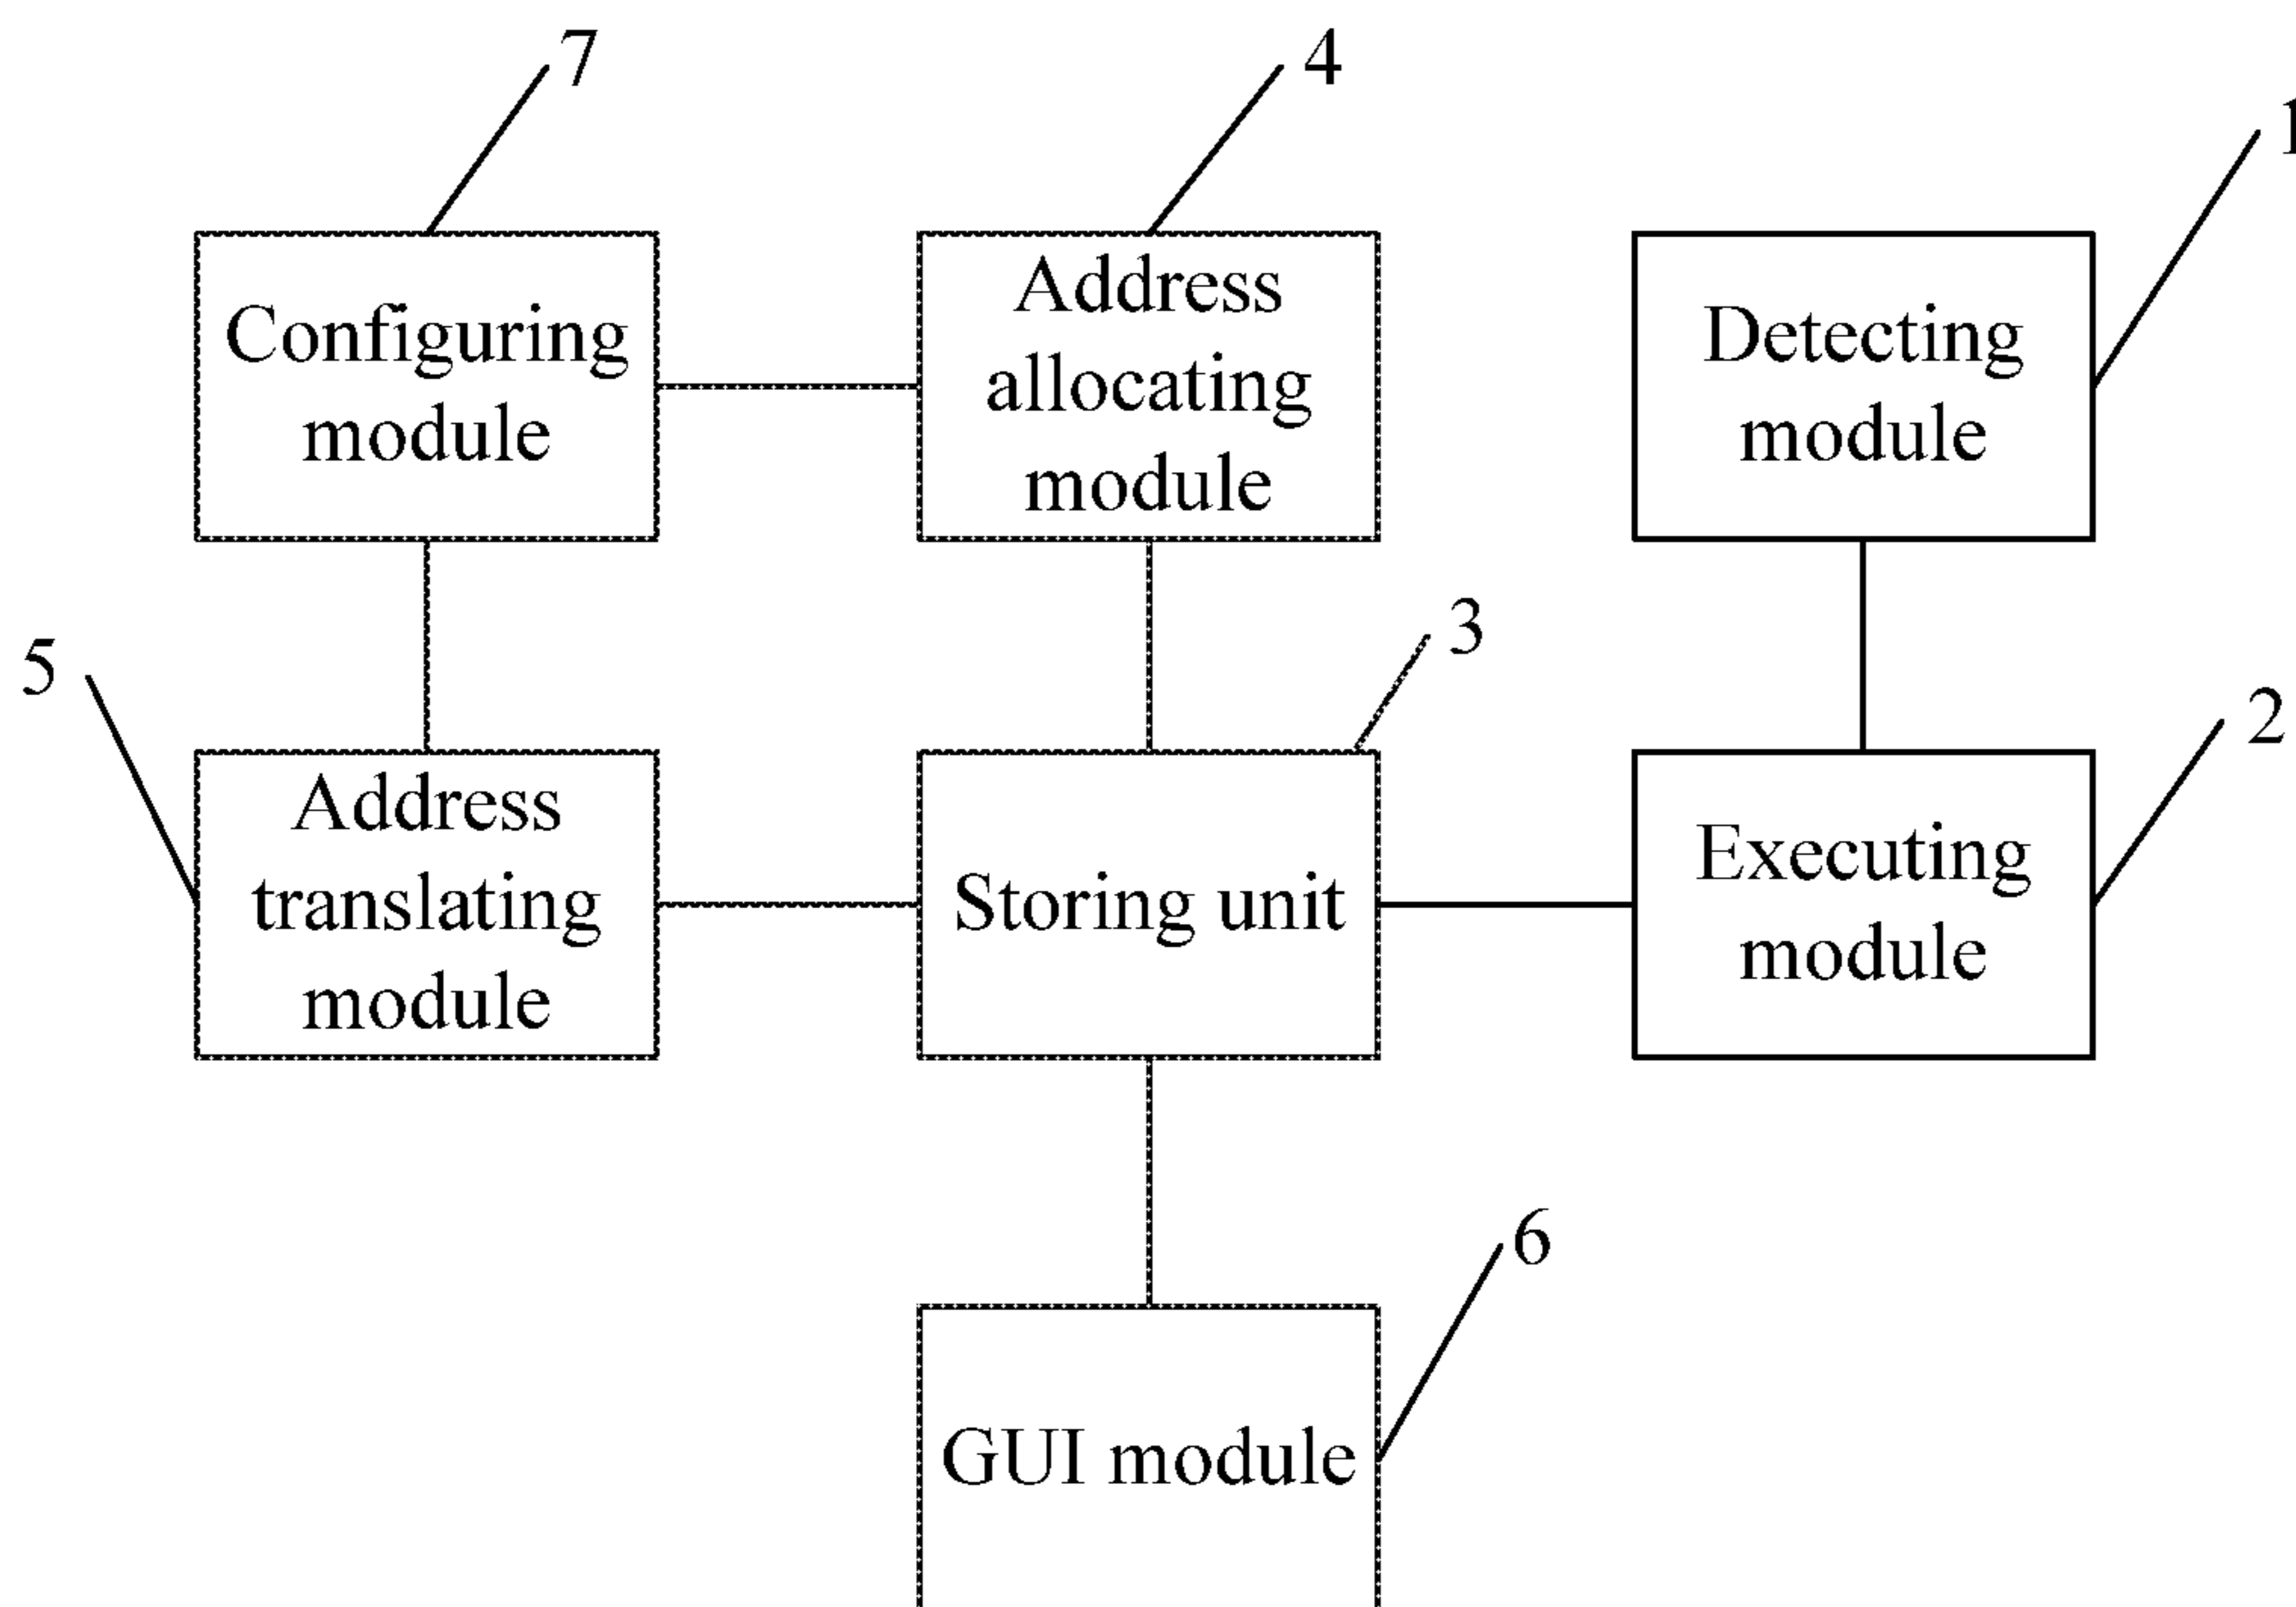 7
4
1
Configuring
module
Address
allocating
module
Detecting
module
5
3
2
Address
translating
module
Storing unit
Executing
module
6
GUI module